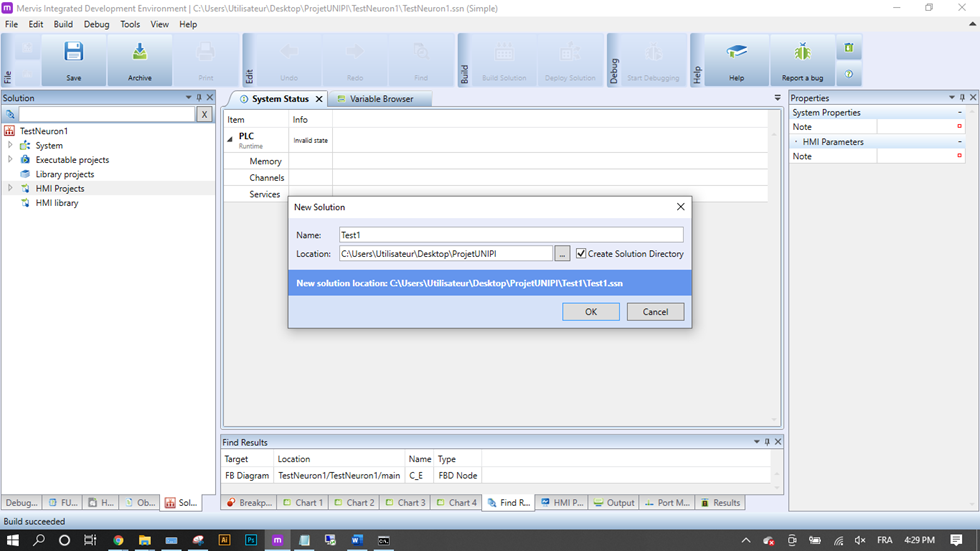 Mervis Integrated Development Environment | C:\Users\Utilisateur\Desktop\ProjetUNIPI\TestNeuron1\TestNeuron1.ssn (Simple)
File Edit Build Debug Tools View Help
File Save Archive Print Edit Undo Redo Find Build Build Solution Deploy Solution Debug Start Debugging Help Help Report a bug
Solution
X
TestNeuron1
System
Executable projects
Library projects
HMI Projects
HMI library
System Status Variable Browser
Item Info
PLC Invalid state
Runtime
Memory
Channels
Services
Properties
System Properties
Note
HMI Parameters
Note
New Solution
Name: Test1
Location: C:\Users\Utilisateur\Desktop\ProjetUNIPI ... Create Solution Directory
New solution location: C:\Users\Utilisateur\Desktop\ProjetUNIPI\Test1\Test1.ssn
OK Cancel
Find Results
Target Location Name Type
FB Diagram TestNeuron1/TestNeuron1/main C_E FBD Node
Debug... FU... H... Ob... Sol... Breakp... Chart 1 Chart 2 Chart 3 Chart 4 Find R... HMI P... Output Port M... Results
Build succeeded
FRA 4:29 PM